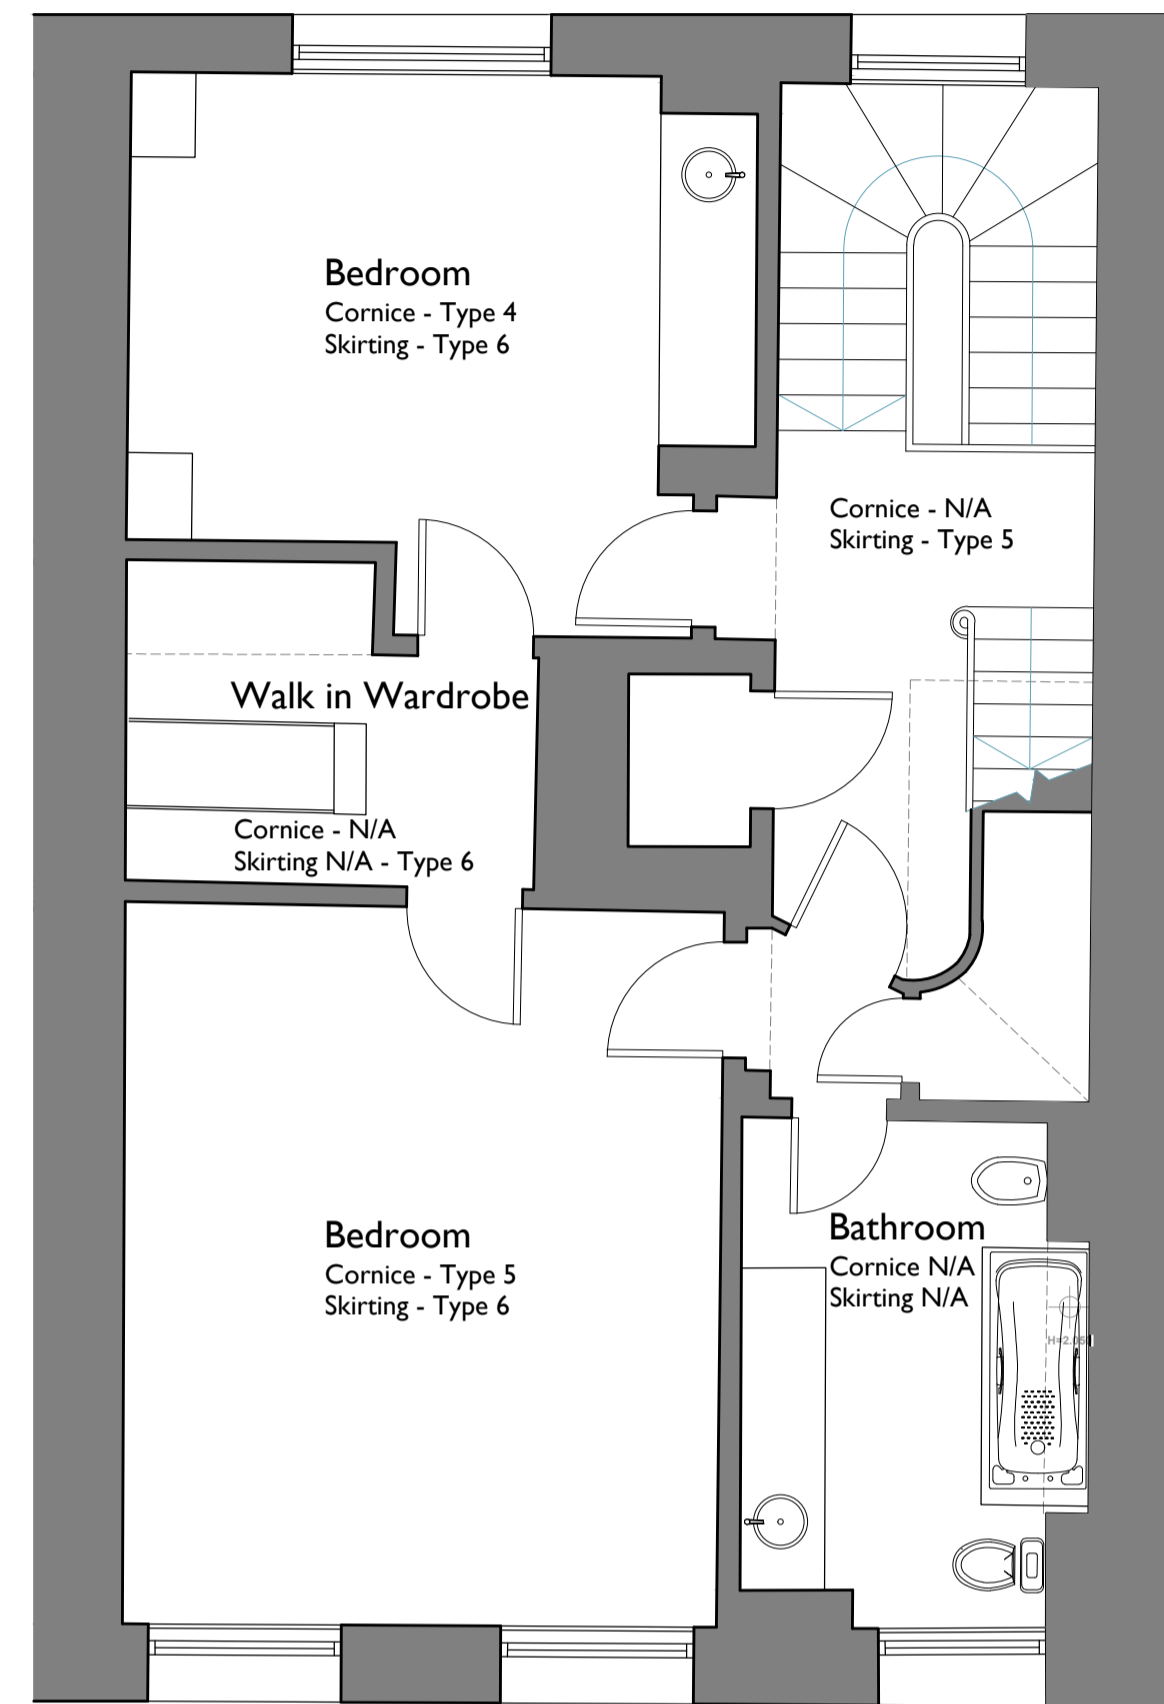 Bedroom
Cornice - Type 4
Skirting - Type 6
Cornice - N/A
Skirting - Type 5
Walk in Wardrobe
Cornice - N/A
Skirting N/A - Type 6
Bedroom
Cornice - Type 5
Skirting - Type 6
Bathroom
Cornice N/A
Skirting N/A